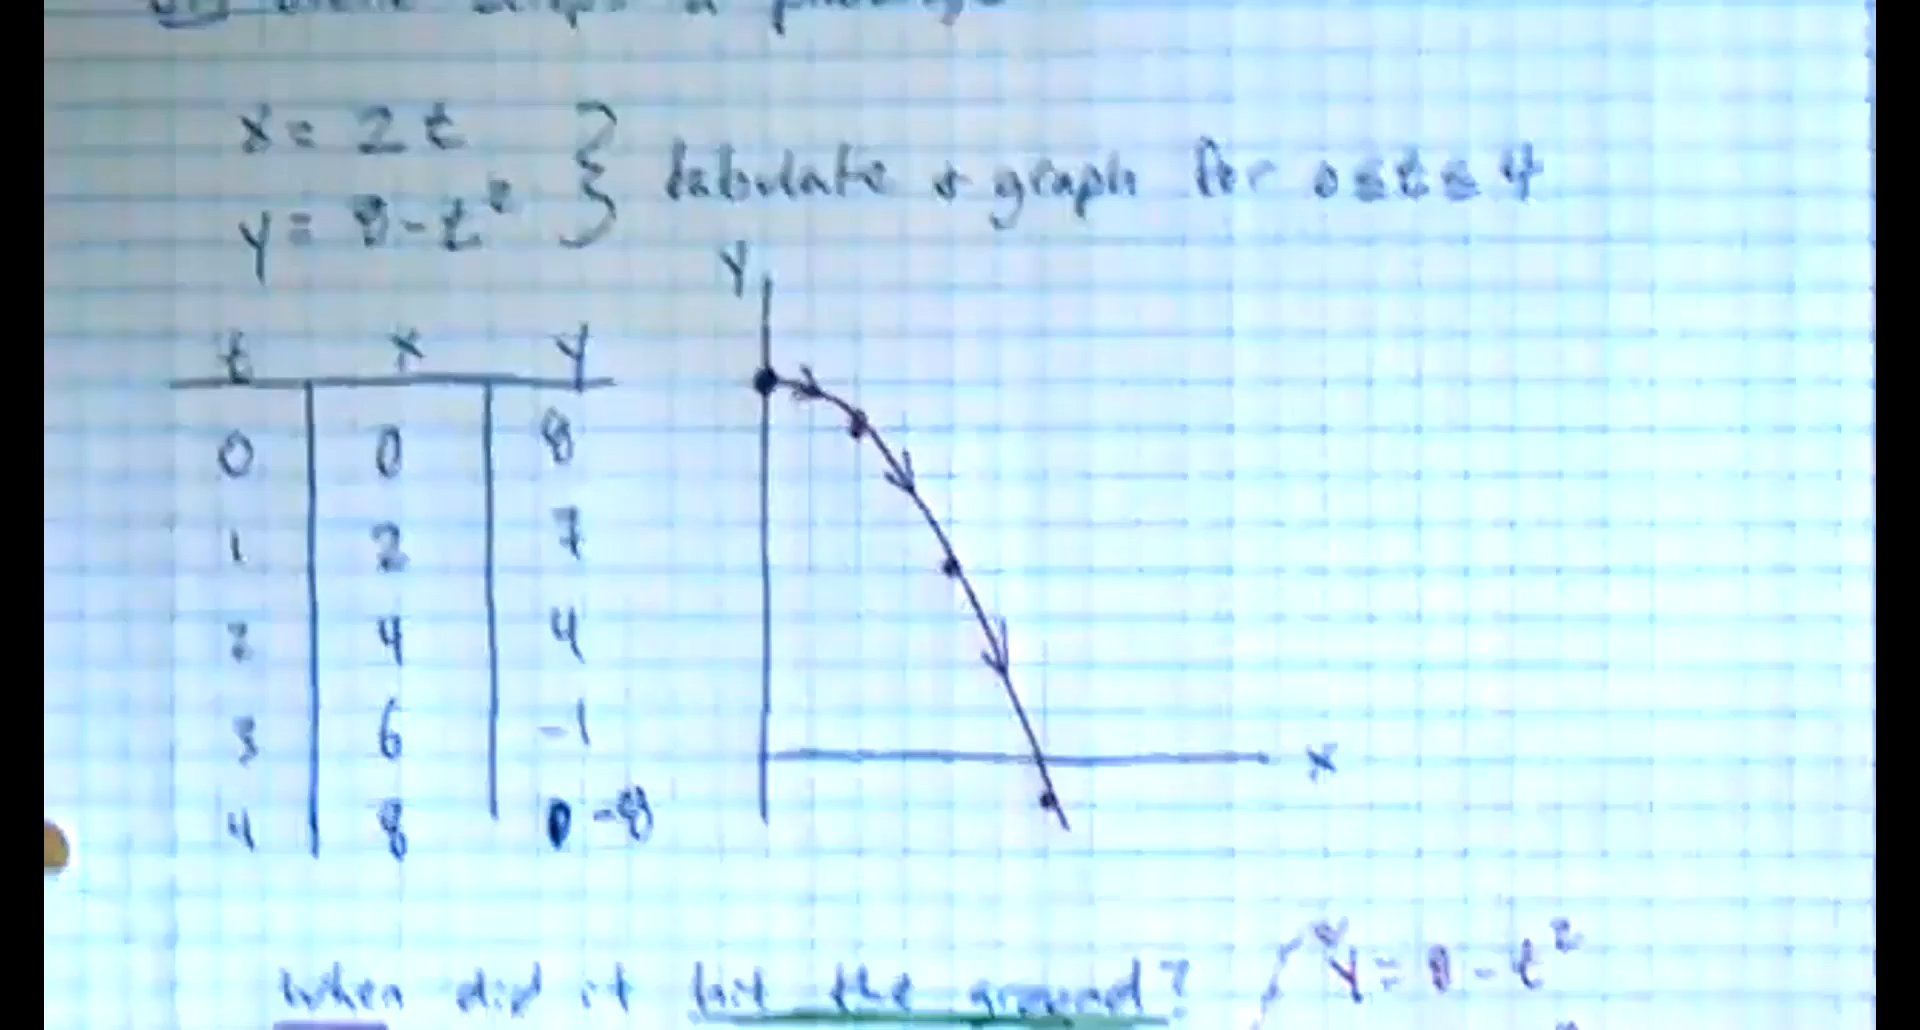 x = 2t
y = 8 - t² } tabulate & graph for 0 ≤ t ≤ 4
Y
t x y
0 0 8
1 2 7
2 4 4
3 6 -1
4 8 -8
x
When did it hit the ground? y = 8 - t²